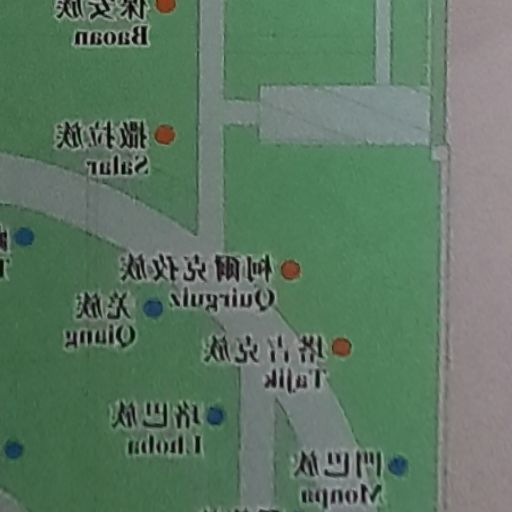 保安族
Baoan
撒拉族
Salar
柯爾克孜族
Quirguiz
羌族
Qiang
塔吉克族
Tajik
珞巴族
Lhoba
門巴族
Monpa